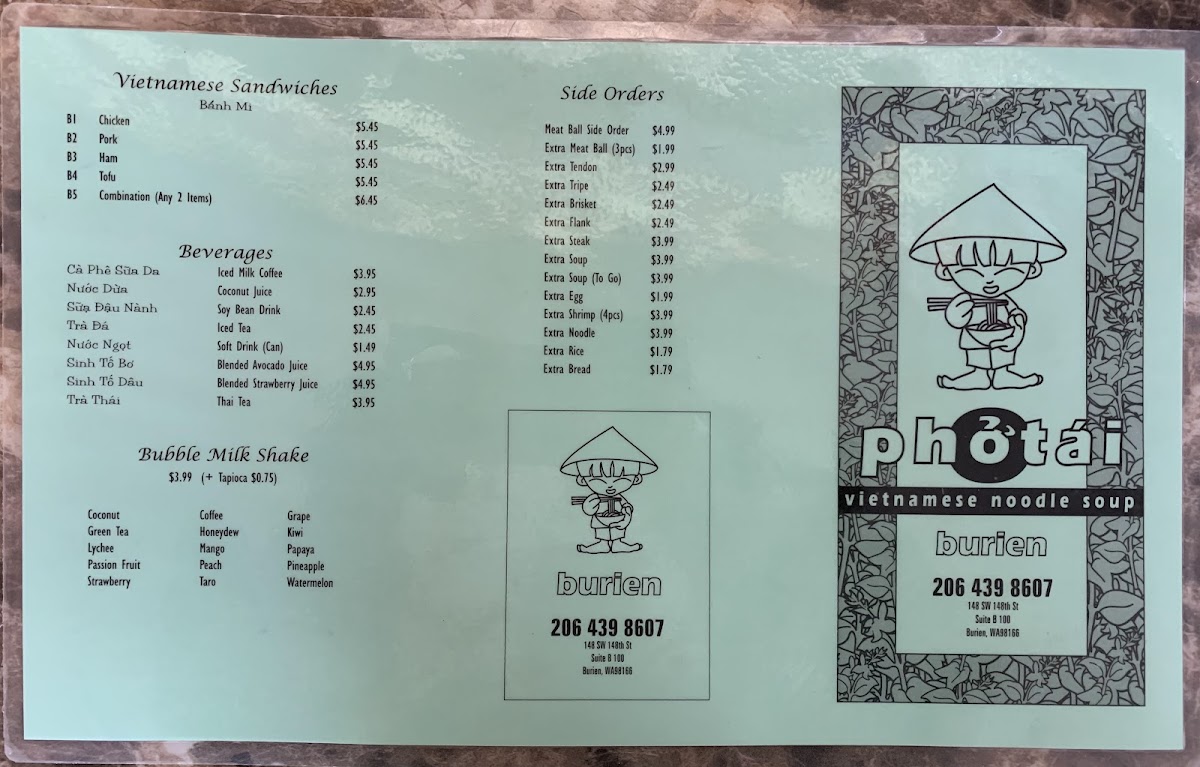 Vietnamese Sandwiches
Bánh Mì
B1 Chicken $5.45
B2 Pork $5.45
B3 Ham $5.45
B4 Tofu $5.45
B5 Combination (Any 2 Items) $6.45
Beverages
Cà Phê Sữa Da Iced Milk Coffee $3.95
Nước Dừa Coconut Juice $2.95
Sữa Đậu Nành Soy Bean Drink $2.45
Trà Đá Iced Tea $2.45
Nước Ngọt Soft Drink (Can) $1.49
Sinh Tố Bơ Blended Avocado Juice $4.95
Sinh Tố Dâu Blended Strawberry Juice $4.95
Trà Thái Thai Tea $3.95
Bubble Milk Shake
$3.99 (+ Tapioca $0.75)
Coconut Coffee Grape
Green Tea Honeydew Kiwi
Lychee Mango Papaya
Passion Fruit Peach Pineapple
Strawberry Taro Watermelon
Side Orders
Meat Ball Side Order $4.99
Extra Meat Ball (3pcs) $1.99
Extra Tendon $2.99
Extra Tripe $2.49
Extra Brisket $2.49
Extra Flank $2.49
Extra Steak $3.99
Extra Soup $3.99
Extra Soup (To Go) $3.99
Extra Egg $1.99
Extra Shrimp (4pcs) $3.99
Extra Noodle $3.99
Extra Rice $1.79
Extra Bread $1.79
burien
206 439 8607
148 SW 148th St
Suite B 100
Burien, WA98166
phở tái
vietnamese noodle soup
burien
206 439 8607
148 SW 148th St
Suite B 100
Burien, WA98166